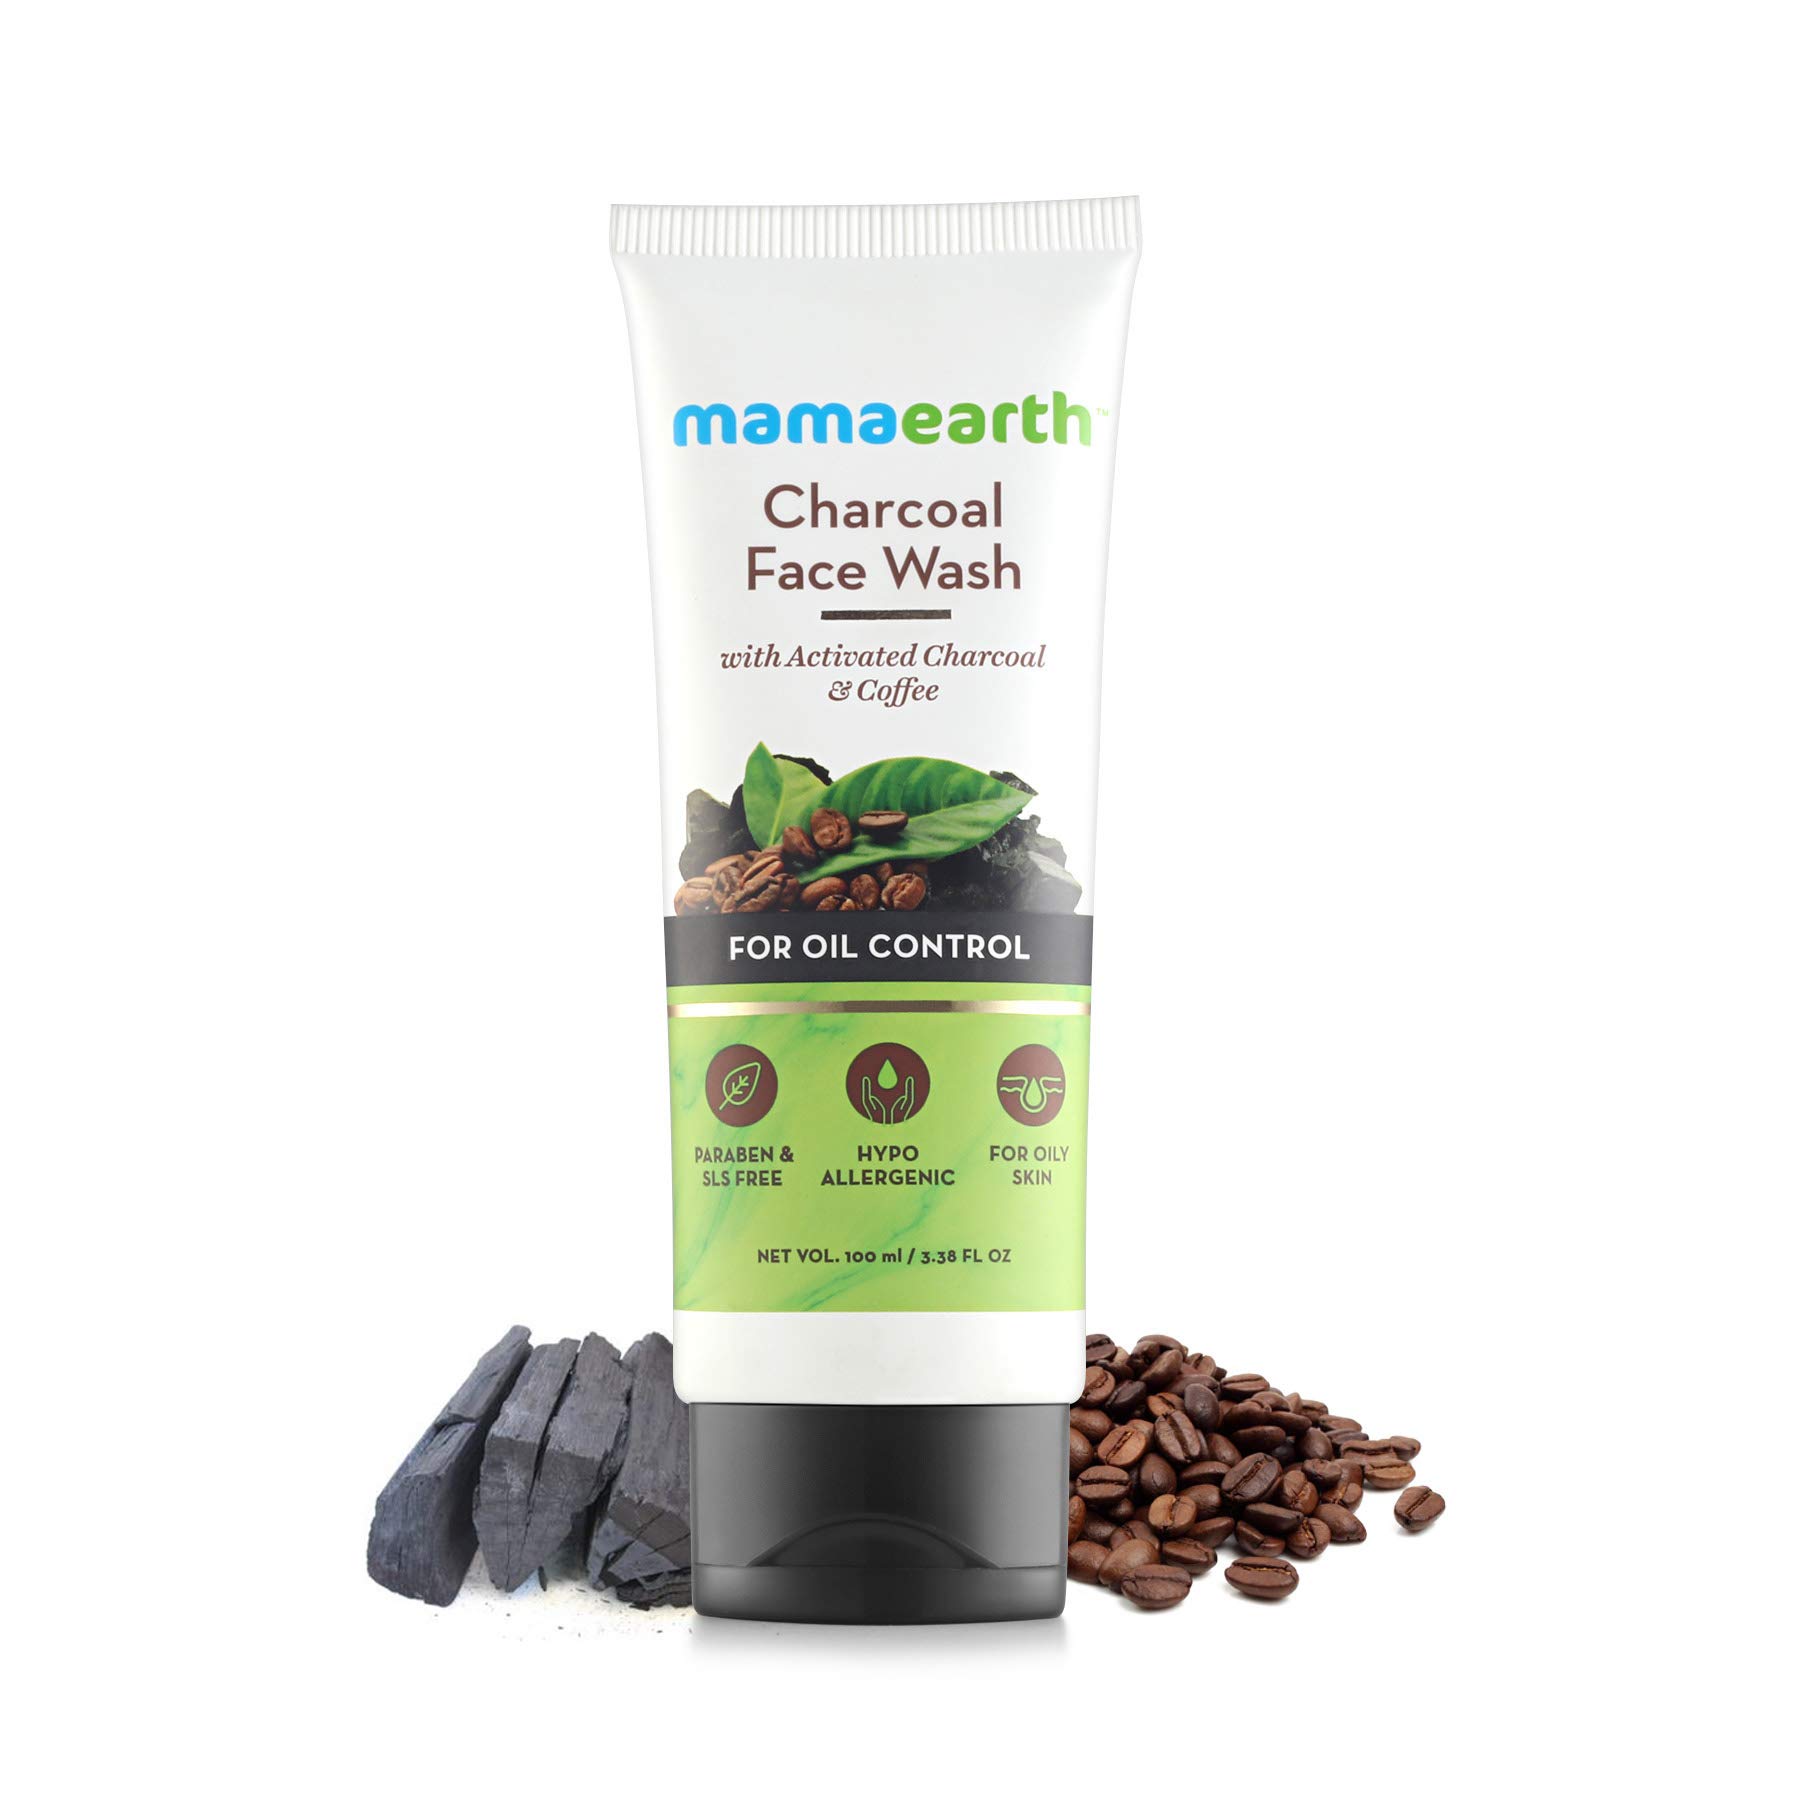 mamaearth™
Charcoal
Face Wash
with Activated Charcoal
& Coffee
FOR OIL CONTROL
PARABEN &
SLS FREE
HYPO
ALLERGENIC
FOR OILY
SKIN
NET VOL. 100 ml / 3.38 FL OZ